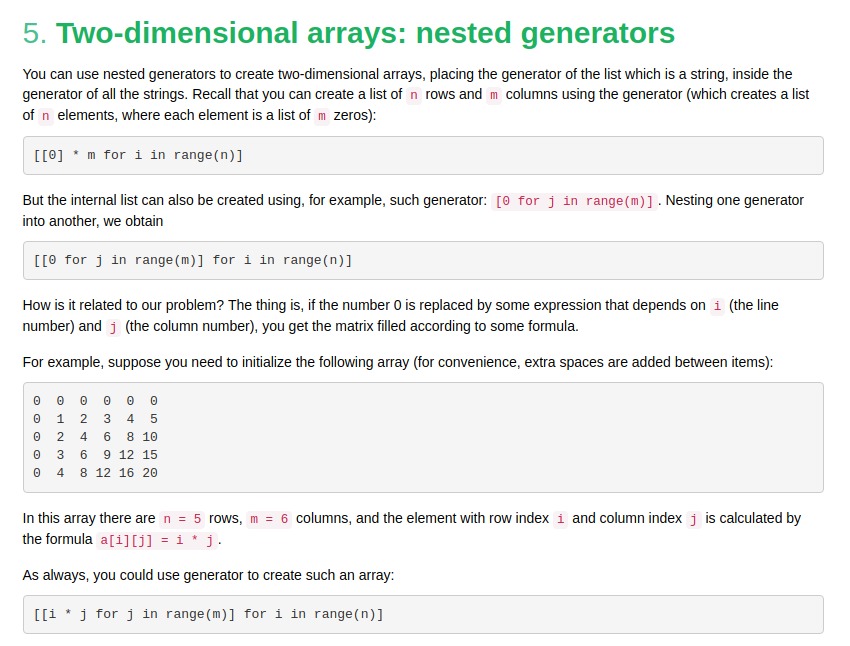 5. Two-dimensional arrays: nested generators
You can use nested generators to create two-dimensional arrays, placing the generator of the list which is a string, inside the
generator of all the strings. Recall that you can create a list of n rows and m columns using the generator (which creates a list
of n elements, where each element is a list of m zeros):
[[0] * m for i in range(n)]
But the internal list can also be created using, for example, such generator: [0 for j in range(m)] . Nesting one generator
into another, we obtain
[[0 for j in range(m)] for i in range(n)]
How is it related to our problem? The thing is, if the number 0 is replaced by some expression that depends on i (the line
number) and j (the column number), you get the matrix filled according to some formula.
For example, suppose you need to initialize the following array (for convenience, extra spaces are added between items):
0  0  0  0  0  0
0  1  2  3  4  5
0  2  4  6  8 10
0  3  6  9 12 15
0  4  8 12 16 20
In this array there are n = 5 rows, m = 6 columns, and the element with row index i and column index j is calculated by
the formula a[i][j] = i * j .
As always, you could use generator to create such an array:
[[i * j for j in range(m)] for i in range(n)]